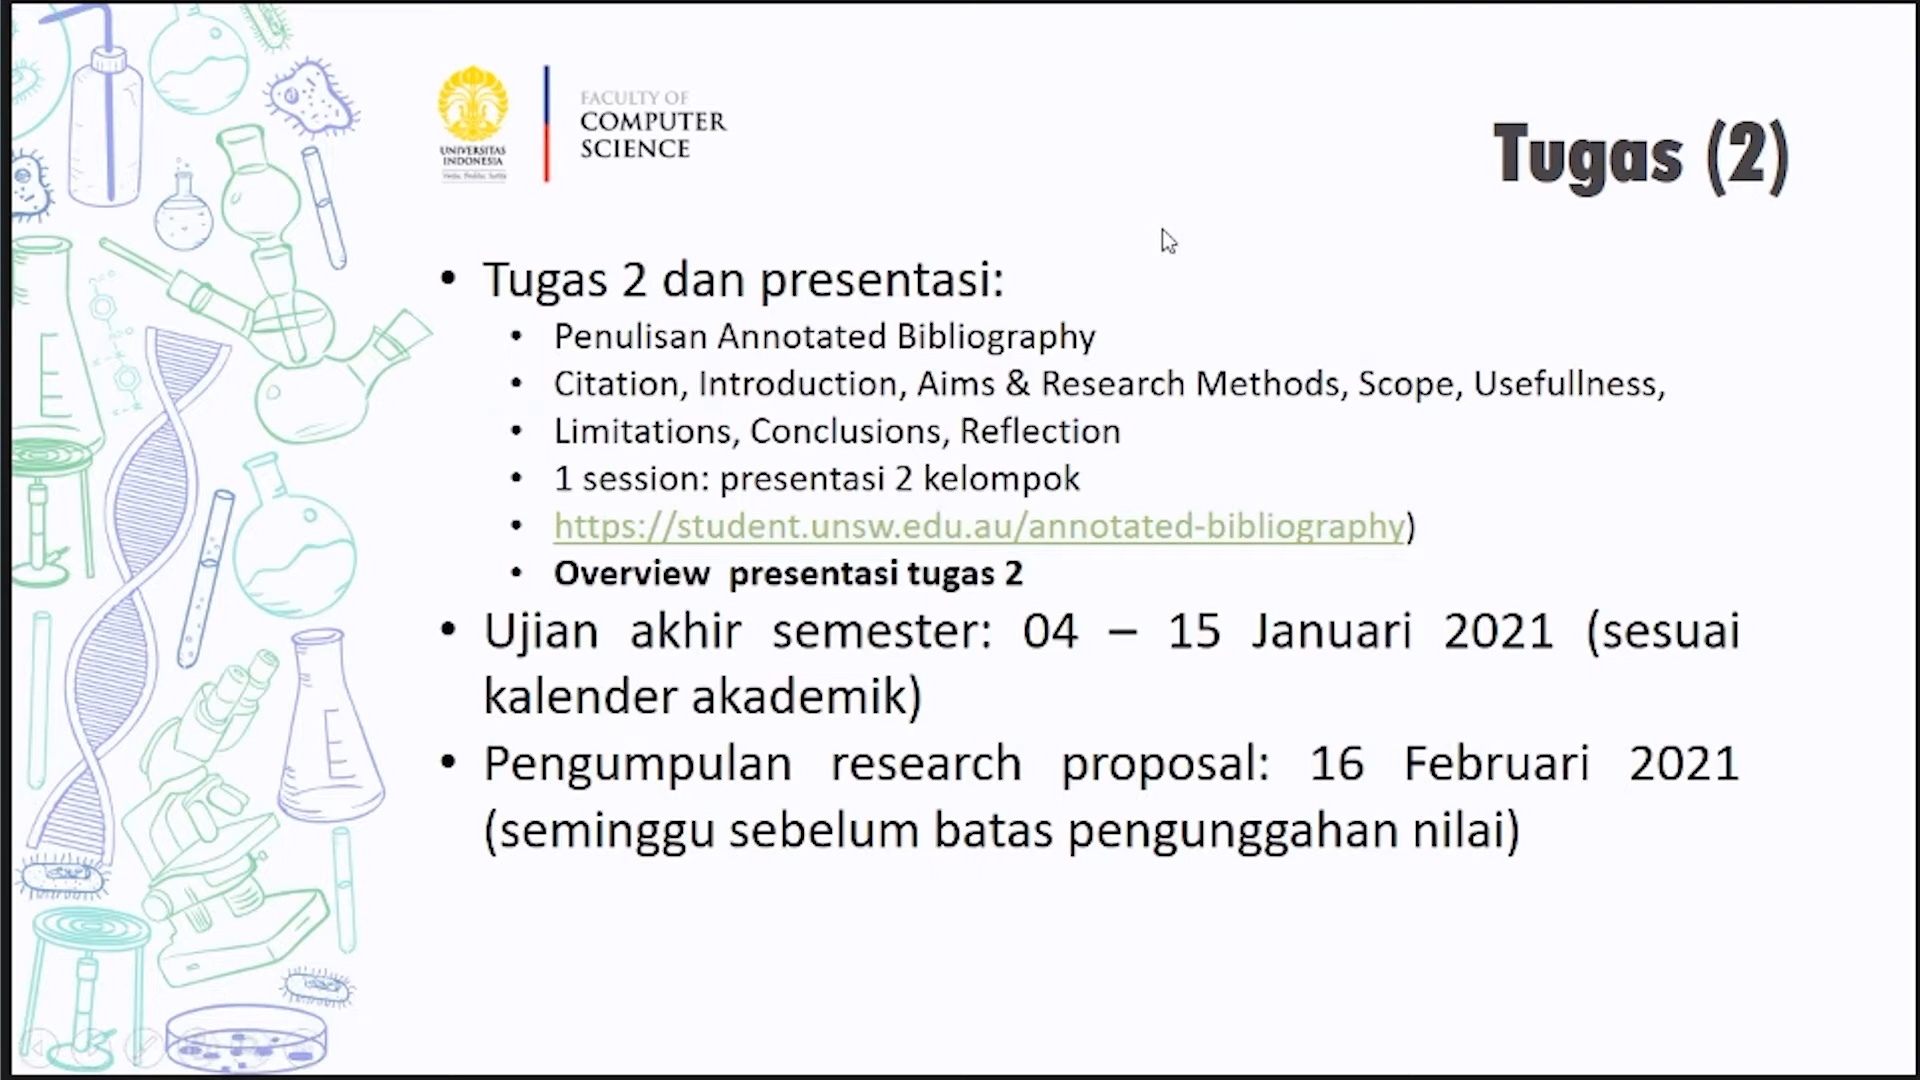 UNIVERSITAS
INDONESIA
FACULTY OF
COMPUTER
SCIENCE
Tugas (2)
• Tugas 2 dan presentasi:
• Penulisan Annotated Bibliography
• Citation, Introduction, Aims & Research Methods, Scope, Usefullness,
• Limitations, Conclusions, Reflection
• 1 session: presentasi 2 kelompok
• https://student.unsw.edu.au/annotated-bibliography)
• Overview presentasi tugas 2
• Ujian akhir semester: 04 – 15 Januari 2021 (sesuai
kalender akademik)
• Pengumpulan research proposal: 16 Februari 2021
(seminggu sebelum batas pengunggahan nilai)